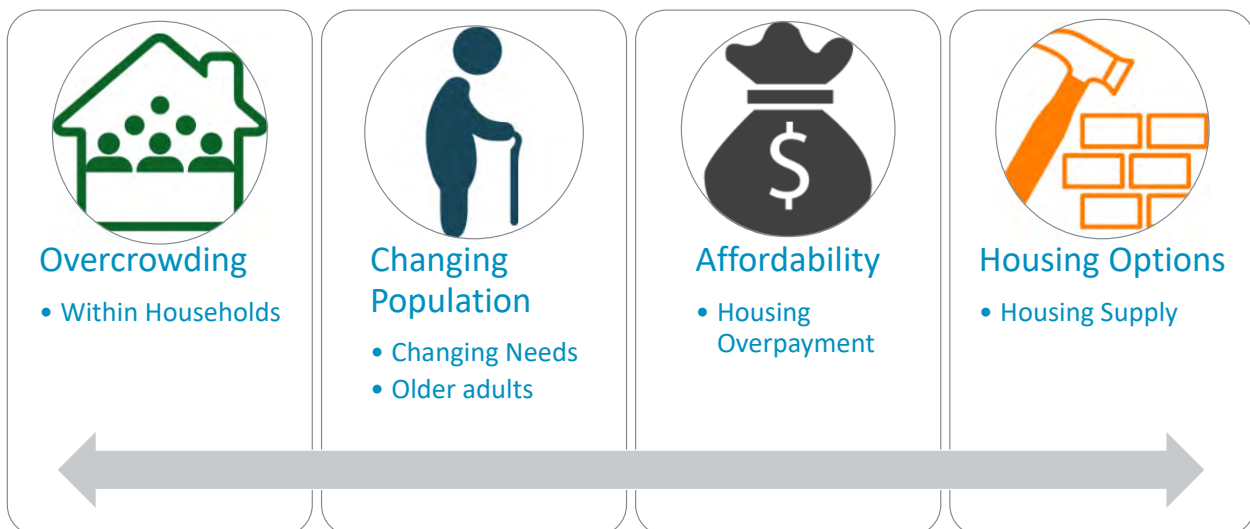 Overcrowding
• Within Households
Changing
Population
• Changing Needs
• Older adults
$
Affordability
• Housing
Overpayment
Housing Options
• Housing Supply